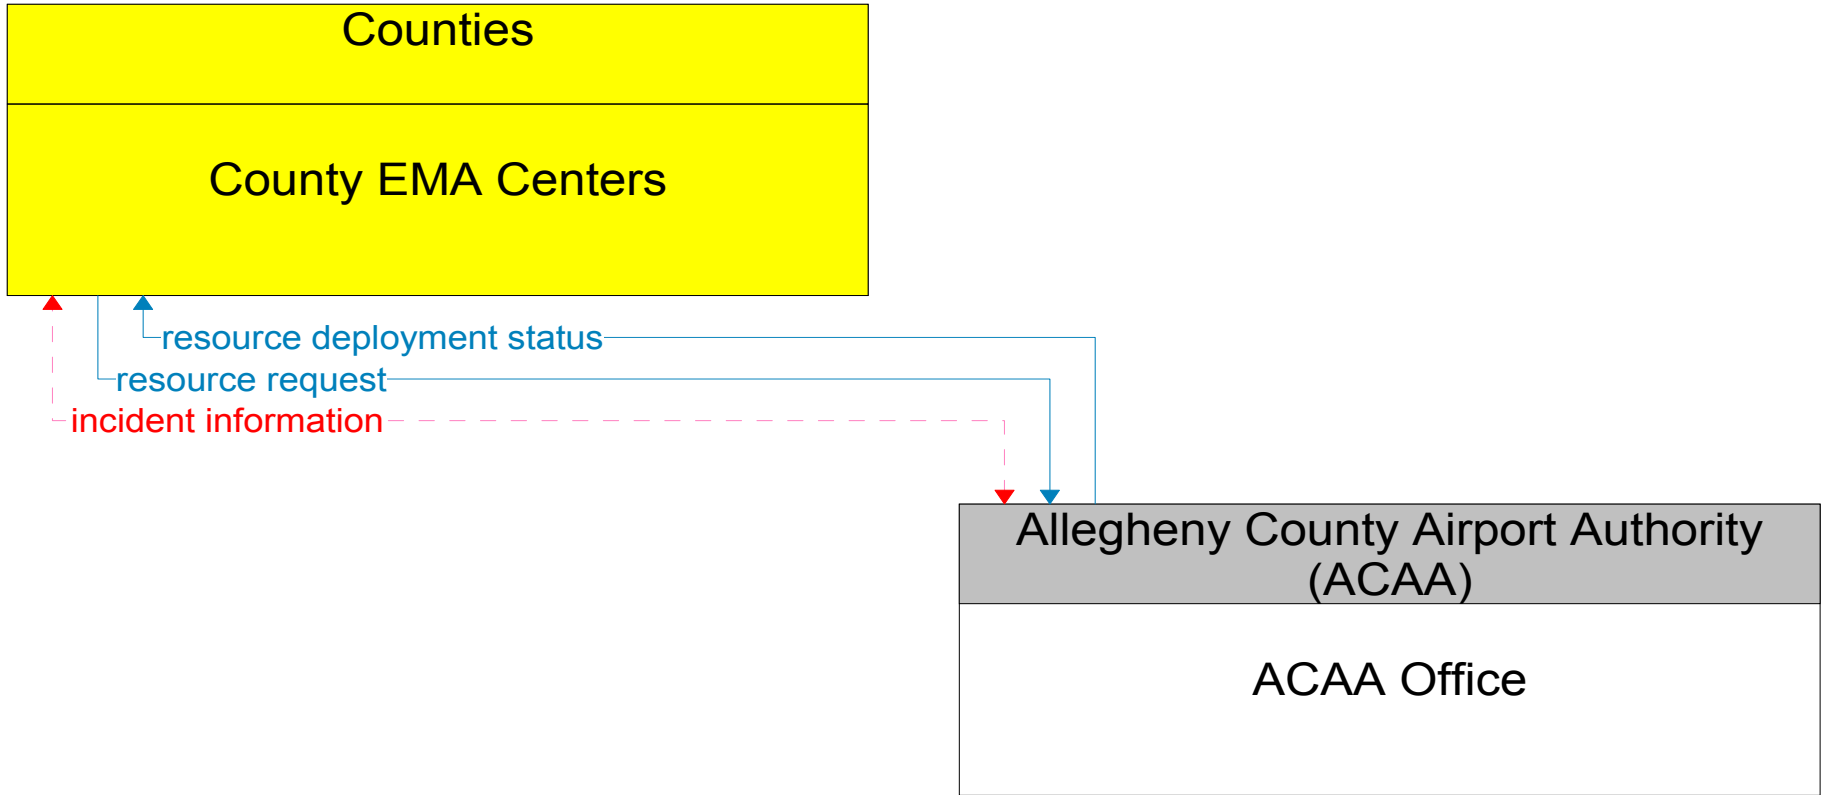 Counties
County EMA Centers
resource deployment status
resource request
incident information
Allegheny County Airport Authority
(ACAA)
ACAA Office